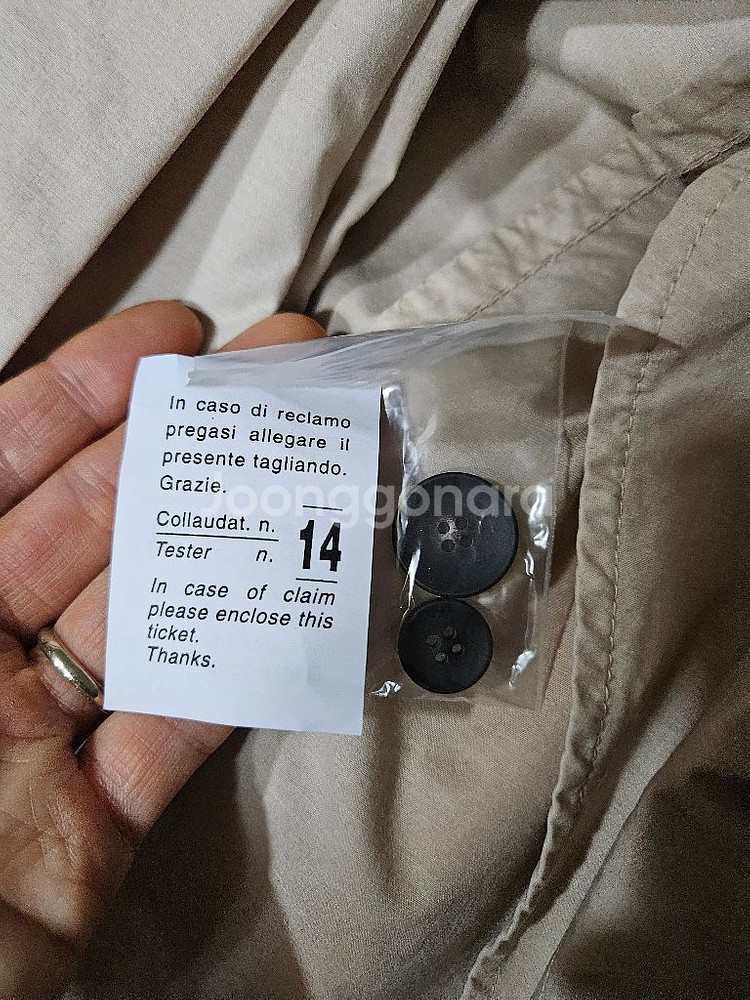 In caso di reclamo
pregasi allegare il
presente tagliando.
Grazie.
Collaudat. n.
Tester n.
14
In case of claim
please enclose this
ticket.
Thanks.
Joonggonara